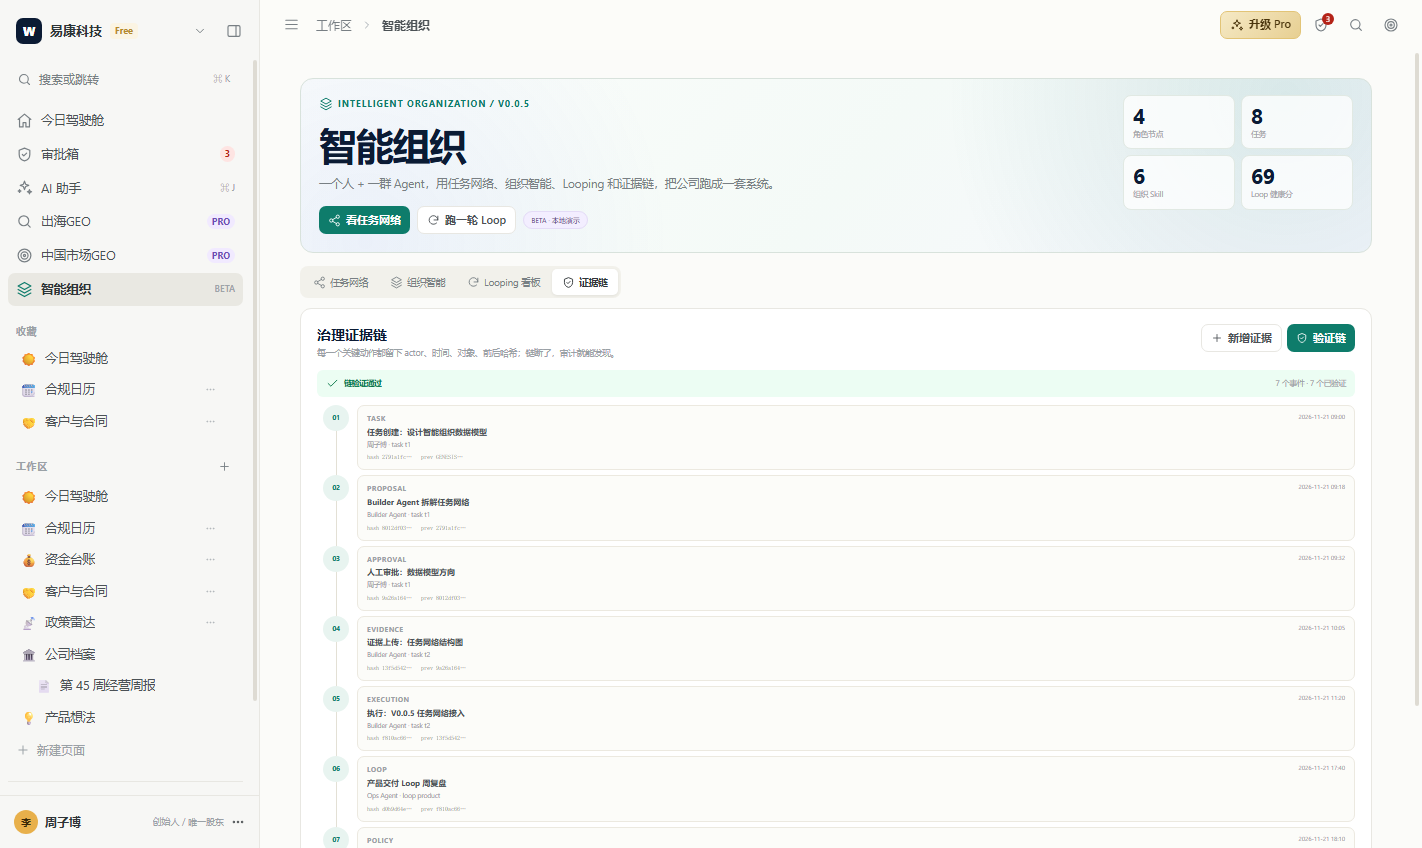 W 易康科技 Free
搜索或跳转 ⌘K
今日驾驶舱
审批箱 3
AI 助手 ⌘J
出海GEO PRO
中国市场GEO PRO
智能组织 BETA
收藏
今日驾驶舱
合规日历
客户与合同
工作区
今日驾驶舱
合规日历
资金台账
客户与合同
政策雷达
公司档案
第 45 周经营周报
产品想法
新建页面
李 周子博 创始人 / 唯一股东
工作区 智能组织
升级 Pro 3
INTELLIGENT ORGANIZATION / V0.0.5
智能组织
一个人 + 一群 Agent，用任务网络、组织智能、Looping 和证据链，把公司跑成一套系统。
看任务网络 跑一轮 Loop BETA 本地演示
4
角色节点
8
任务
6
组织 Skill
69
Loop 健康分
任务网络 组织智能 Looping 看板 证据链
治理证据链
每一个关键动作都留下 actor、时间、对象、前后哈希；链断了，审计就能发现。
新增证据 验证链
链验证通过 7 个事件 · 7 个已验证
01 TASK 2026-11-21 09:00
任务创建：设计智能组织数据模型
周子博 · task t1
02 PROPOSAL 2026-11-21 09:18
Builder Agent 拆解任务网络
Builder Agent · task t1
03 APPROVAL 2026-11-21 09:32
人工审批：数据模型方向
周子博 · task t1
04 EVIDENCE 2026-11-21 10:05
证据上传：任务网络结构图
Builder Agent · task t2
05 EXECUTION 2026-11-21 11:20
执行：V0.0.5 任务网络接入
Builder Agent · task t2
06 LOOP 2026-11-21 17:40
产品交付 Loop 周复盘
Ops Agent · loop product
07 POLICY 2026-11-21 18:10